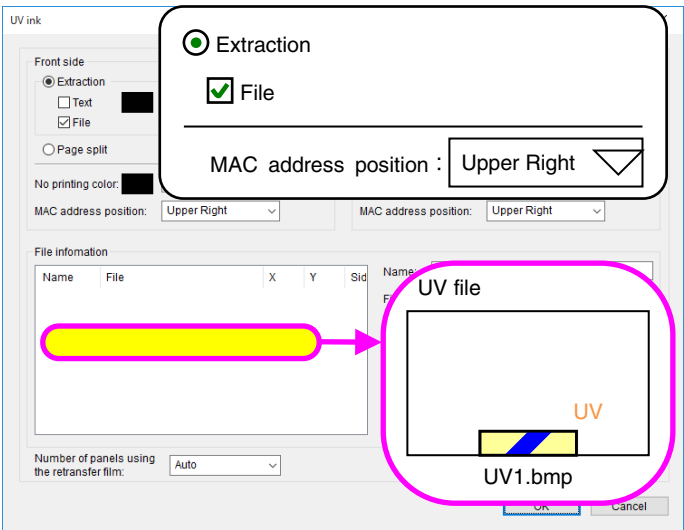 UV ink
Front side
Extraction
Text
File
Page split
No printing color:
MAC address position: Upper Right
Extraction
File
MAC address position : Upper Right
MAC address position: Upper Right
File infomation
Name File X Y Sid
Name:
UV file
UV
UV1.bmp
Number of panels using
the retransfer film: Auto
OK Cancel